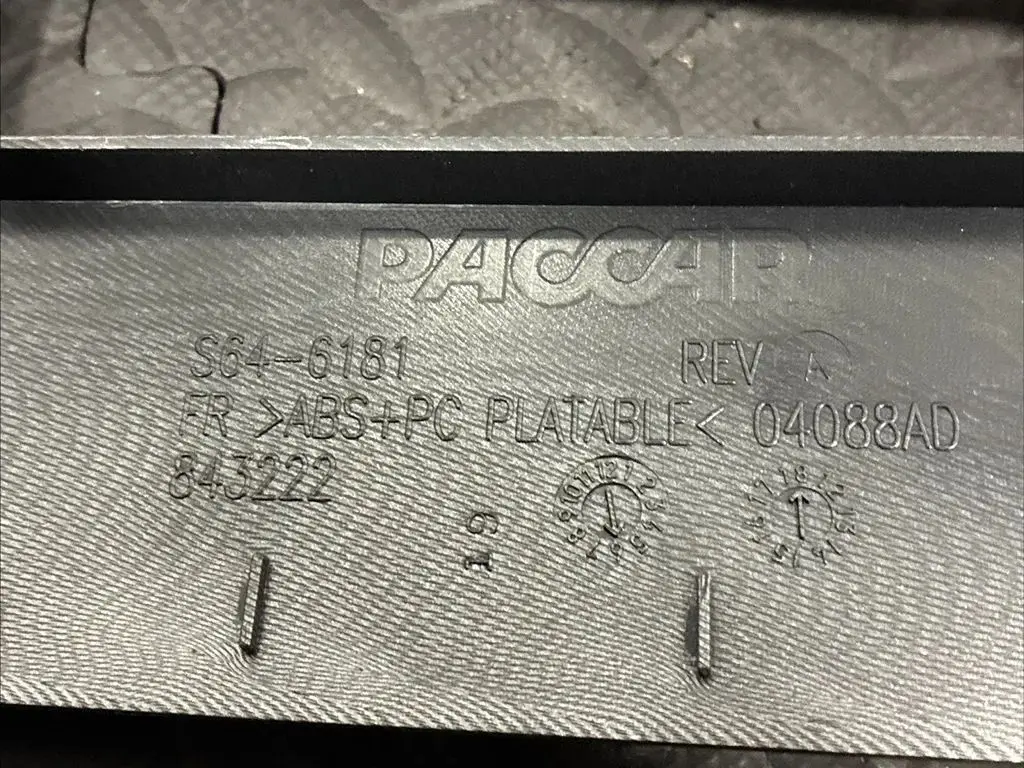 PACCAR
S64-6181 REV A
FR >ABS+PC PLATABLE< 04088AD
843222
19